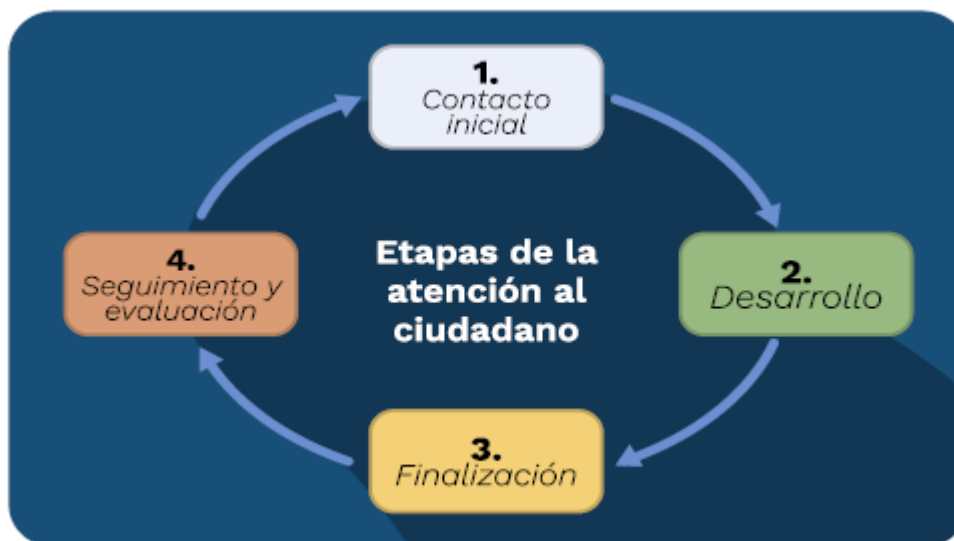 1.
Contacto
inicial
Etapas de la
atención al
ciudadano
2.
Desarrollo
3.
Finalización
4.
Seguimiento y
evaluación